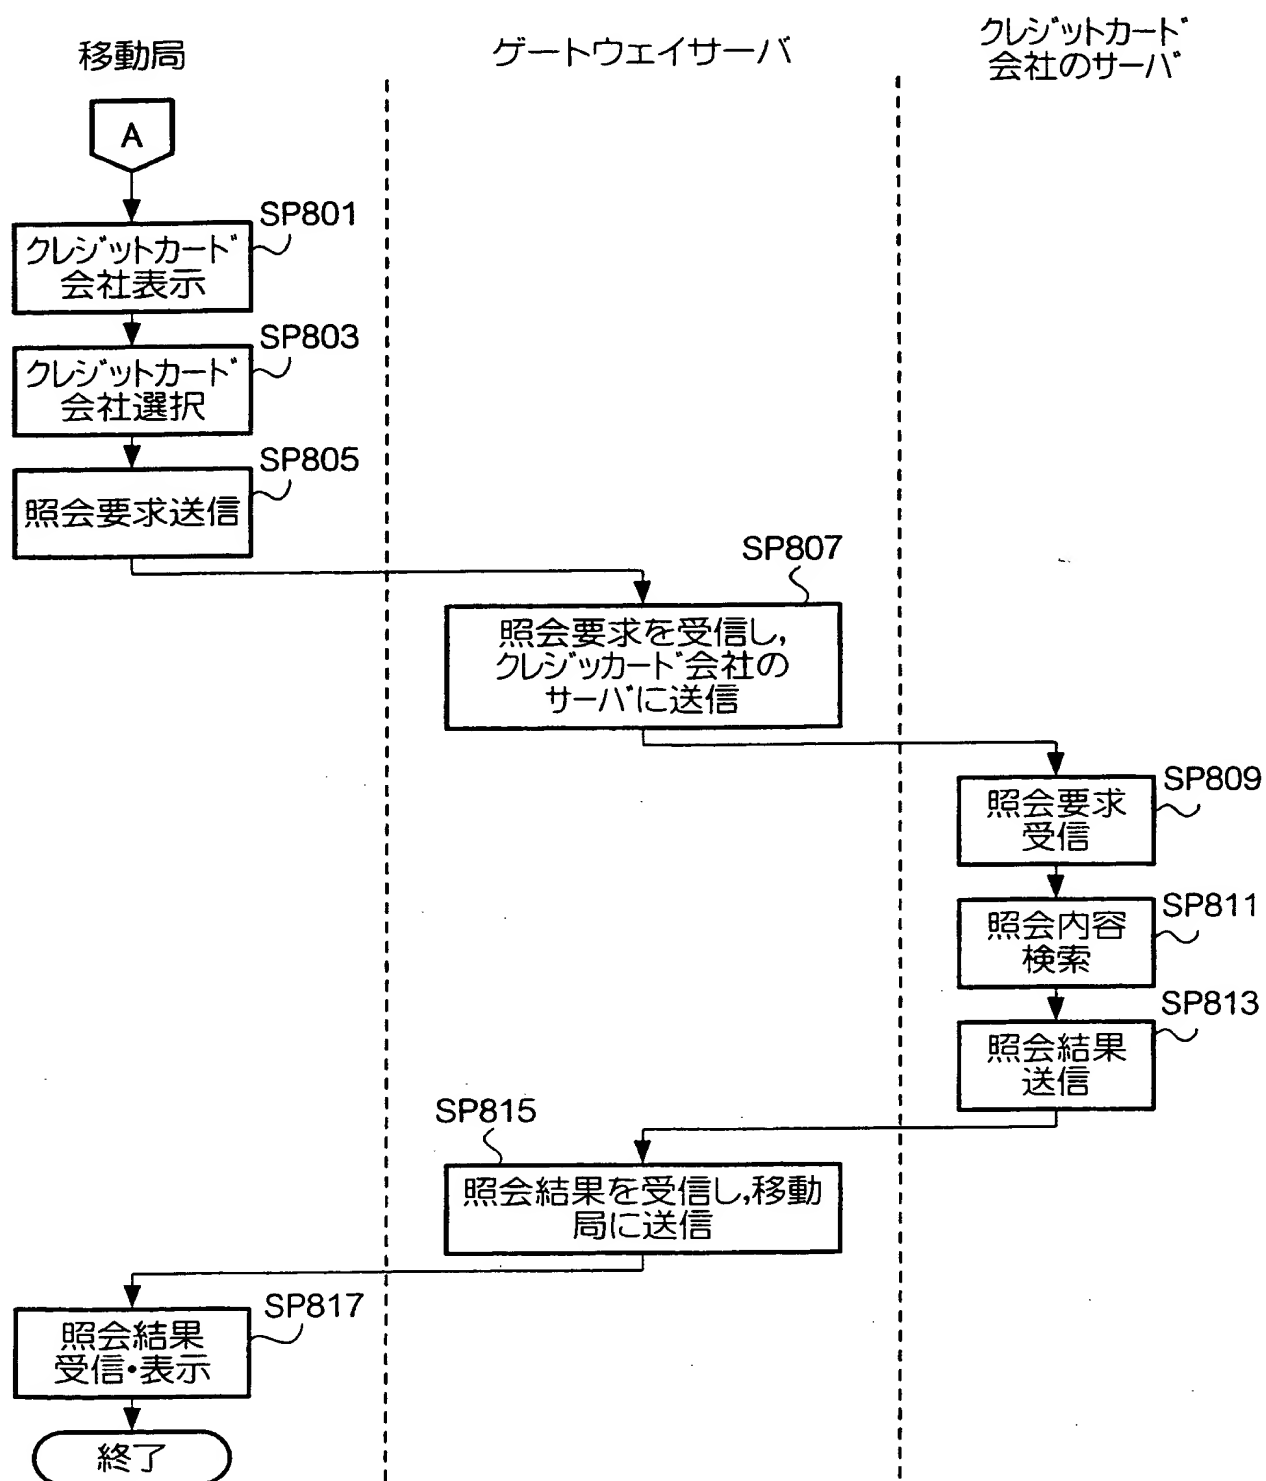 移動局
ゲートウェイサーバ
クレジットカード
会社のサーバ
A
SP801
クレジットカード
会社表示
SP803
クレジットカード
会社選択
SP805
照会要求送信
SP807
照会要求を受信し,
クレジッカード会社の
サーバに送信
SP809
照会要求
受信
SP811
照会内容
検索
SP813
照会結果
送信
SP815
照会結果を受信し,移動
局に送信
SP817
照会結果
受信・表示
終了